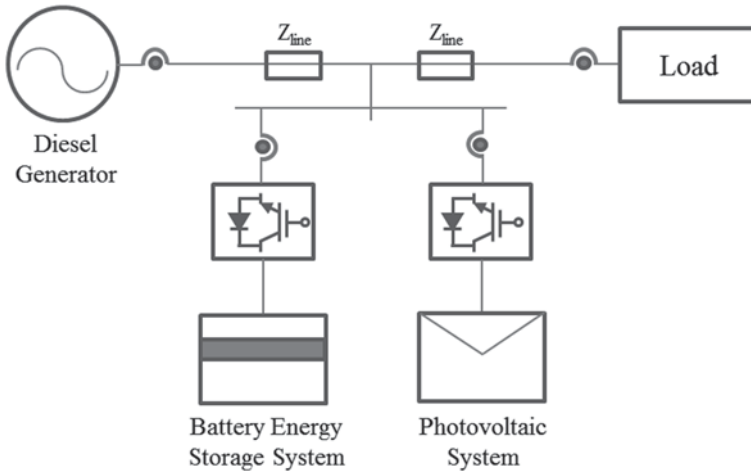 Z_line
Z_line
Load
Diesel
Generator
Battery Energy
Storage System
Photovoltaic
System